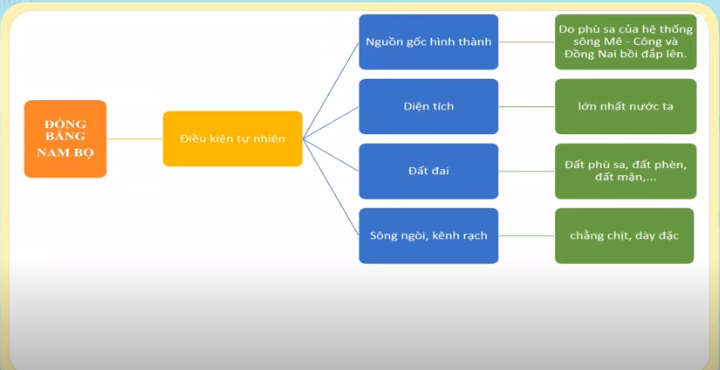 ĐỒNG
BẰNG
NAM BỘ
Điều kiện tự nhiên
Nguồn gốc hình thành
Do phù sa của hệ thống
sông Mê - Công và
Đồng Nai bồi đắp lên.
Diện tích
lớn nhất nước ta
Đất đai
Đất phù sa, đất phèn,
đất mặn,...
Sông ngòi, kênh rạch
chằng chịt, dày đặc